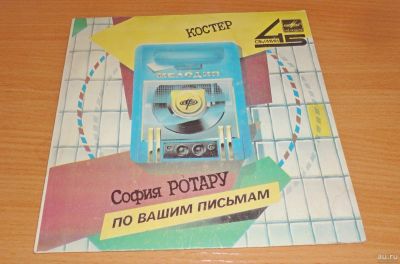 КОСТЕР
45
МЕЛОДИЯ
София РОТАРУ
ПО ВАШИМ ПИСЬМАМ
au.ru